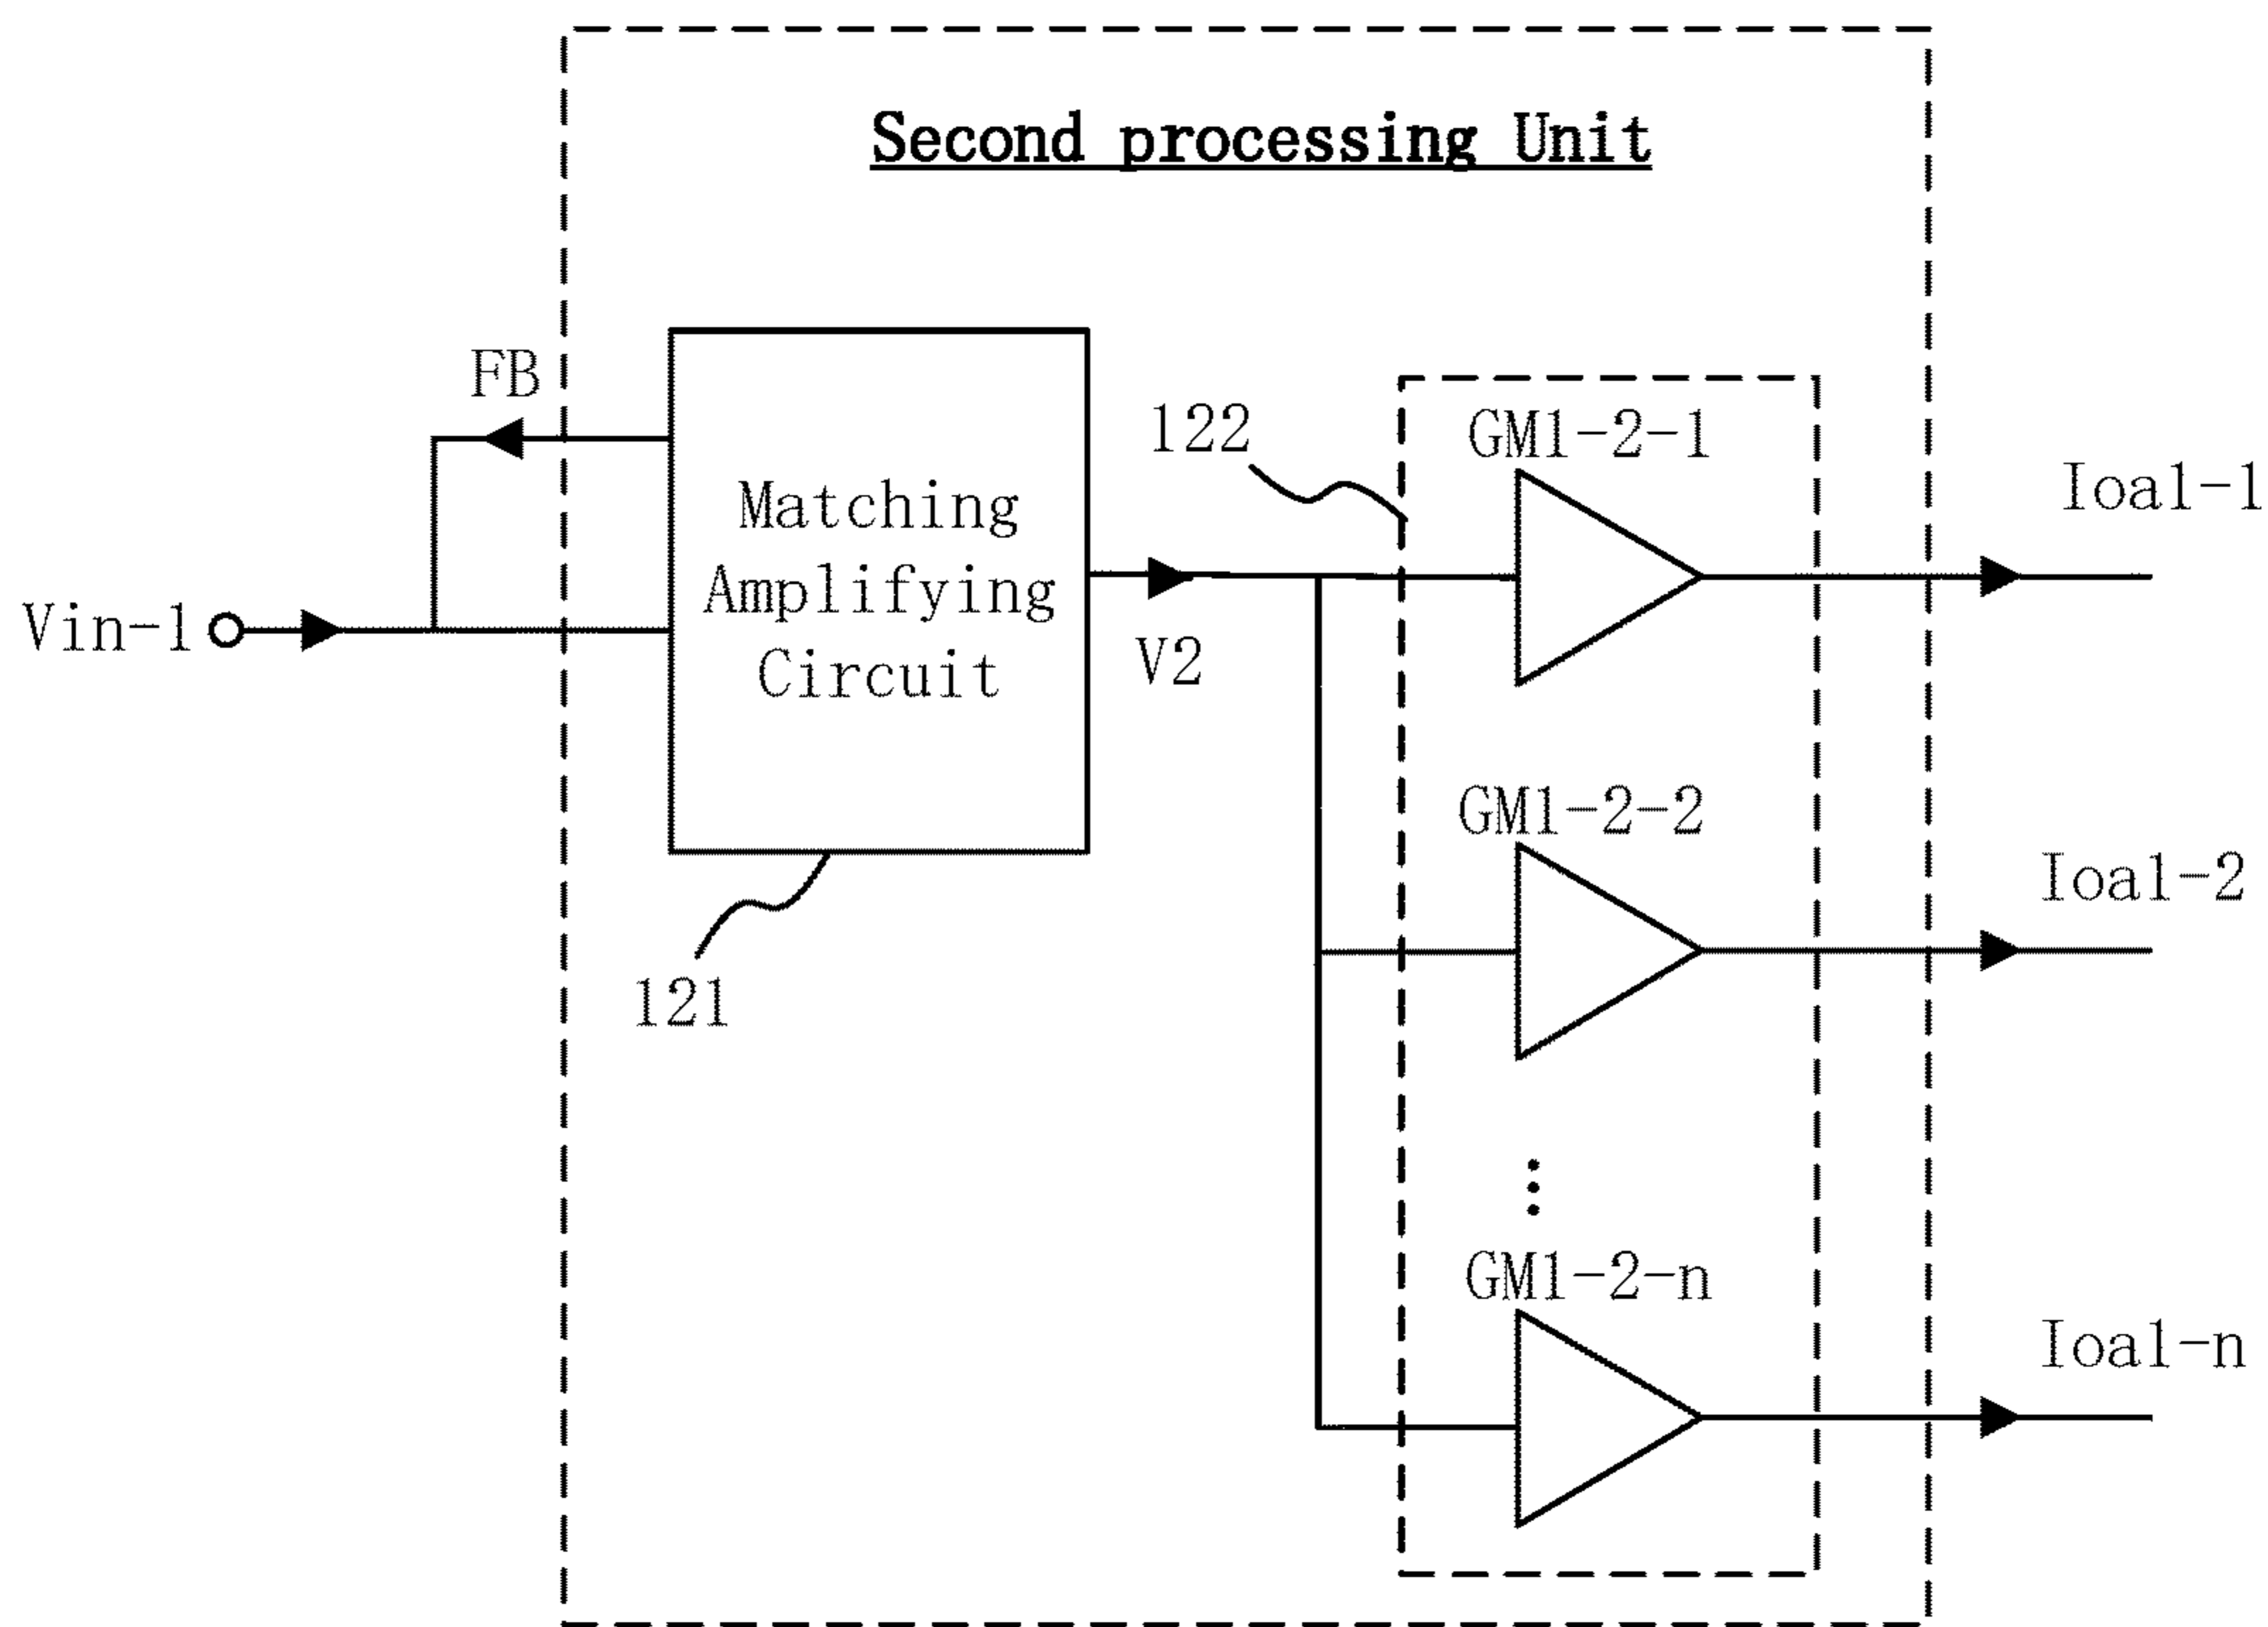 Second processing Unit
FB
Matching
Amplifying
Circuit
Vin-1
V2
121
122
GM1-2-1
GM1-2-2
⋮
GM1-2-n
Ioa1-1
Ioa1-2
Ioa1-n